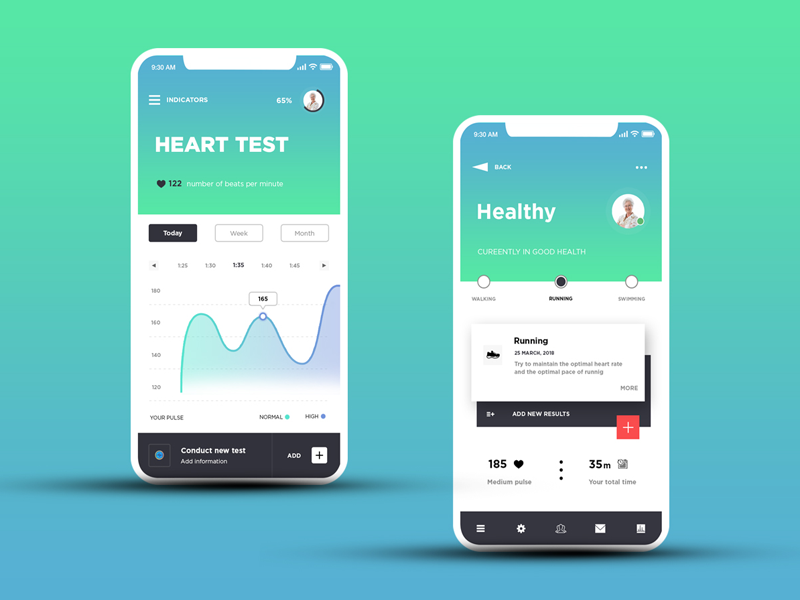 9:30 AM
INDICATORS 65%
HEART TEST
122 number of beats per minute
Today Week Month
1:25 1:30 1:35 1:40 1:45
180
165
160
140
120
YOUR PULSE NORMAL HIGH
Conduct new test
Add information
ADD
9:30 AM
BACK
Healthy
CUREENTLY IN GOOD HEALTH
WALKING RUNNING SWIMMING
Running
25 MARCH, 2018
Try to maintain the optimal heart rate
and the optimal pace of runnig
MORE
ADD NEW RESULTS
185 35m
Medium pulse Your total time